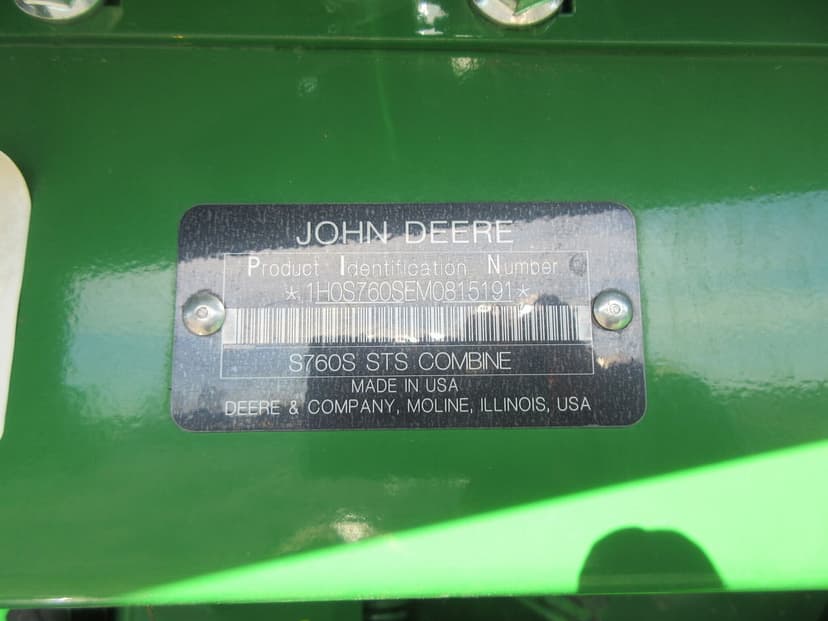 JOHN DEERE
Product Identification Number
*1H0S760SEM0815191*
S760S STS COMBINE
MADE IN USA
DEERE & COMPANY, MOLINE, ILLINOIS, USA